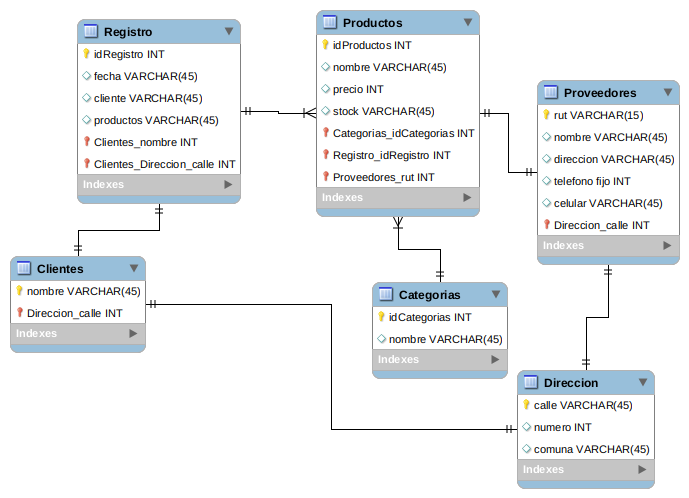 Registro
idRegistro INT
fecha VARCHAR(45)
cliente VARCHAR(45)
productos VARCHAR(45)
Clientes_nombre INT
Clientes_Direccion_calle INT
Indexes
Productos
idProductos INT
nombre VARCHAR(45)
precio INT
stock VARCHAR(45)
Categorias_idCategorias INT
Registro_idRegistro INT
Proveedores_rut INT
Indexes
Proveedores
rut VARCHAR(15)
nombre VARCHAR(45)
direccion VARCHAR(45)
telefono fijo INT
celular VARCHAR(45)
Direccion_calle INT
Indexes
Clientes
nombre VARCHAR(45)
Direccion_calle INT
Indexes
Categorias
idCategorias INT
nombre VARCHAR(45)
Indexes
Direccion
calle VARCHAR(45)
numero INT
comuna VARCHAR(45)
Indexes